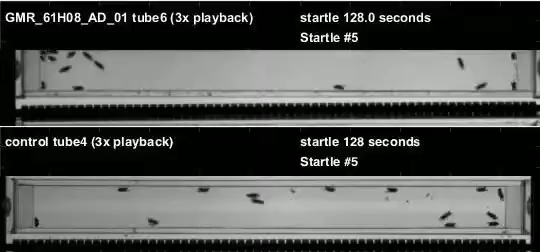 GMR_61H08_AD_01 tube6 (3x playback)
startle 128.0 seconds
Startle #5
control tube4 (3x playback)
startle 128 seconds
Startle #5